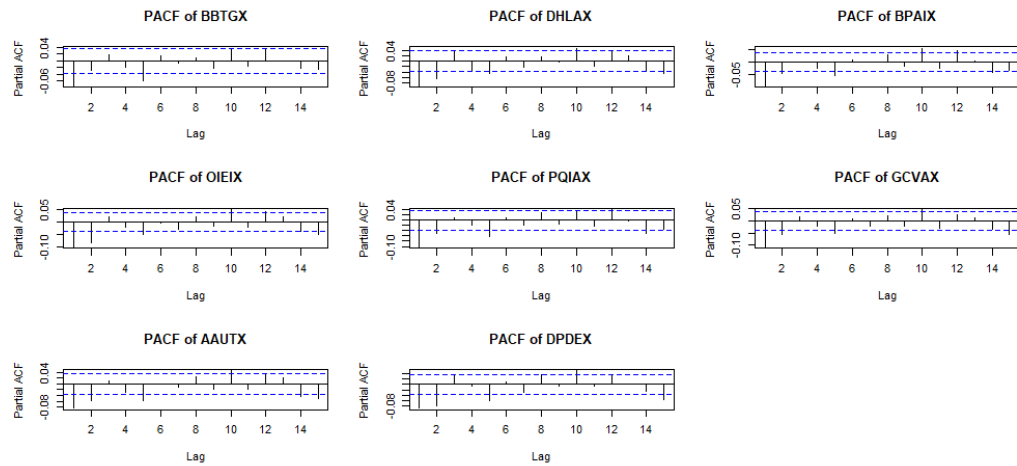 PACF of BBTGX
PACF of DHLAX
PACF of BPAIX
Partial ACF
-0.06 0.04
Partial ACF
-0.08 0.04
Partial ACF
-0.05
2 4 6 8 10 12 14
2 4 6 8 10 12 14
2 4 6 8 10 12 14
Lag
Lag
Lag
PACF of OIEIX
PACF of PQIAX
PACF of GCVAX
Partial ACF
-0.10 0.05
Partial ACF
-0.10 0.04
Partial ACF
-0.10 0.05
2 4 6 8 10 12 14
2 4 6 8 10 12 14
2 4 6 8 10 12 14
Lag
Lag
Lag
PACF of AAUTX
PACF of DPDEX
Partial ACF
-0.08 0.04
Partial ACF
-0.08
2 4 6 8 10 12 14
2 4 6 8 10 12 14
Lag
Lag